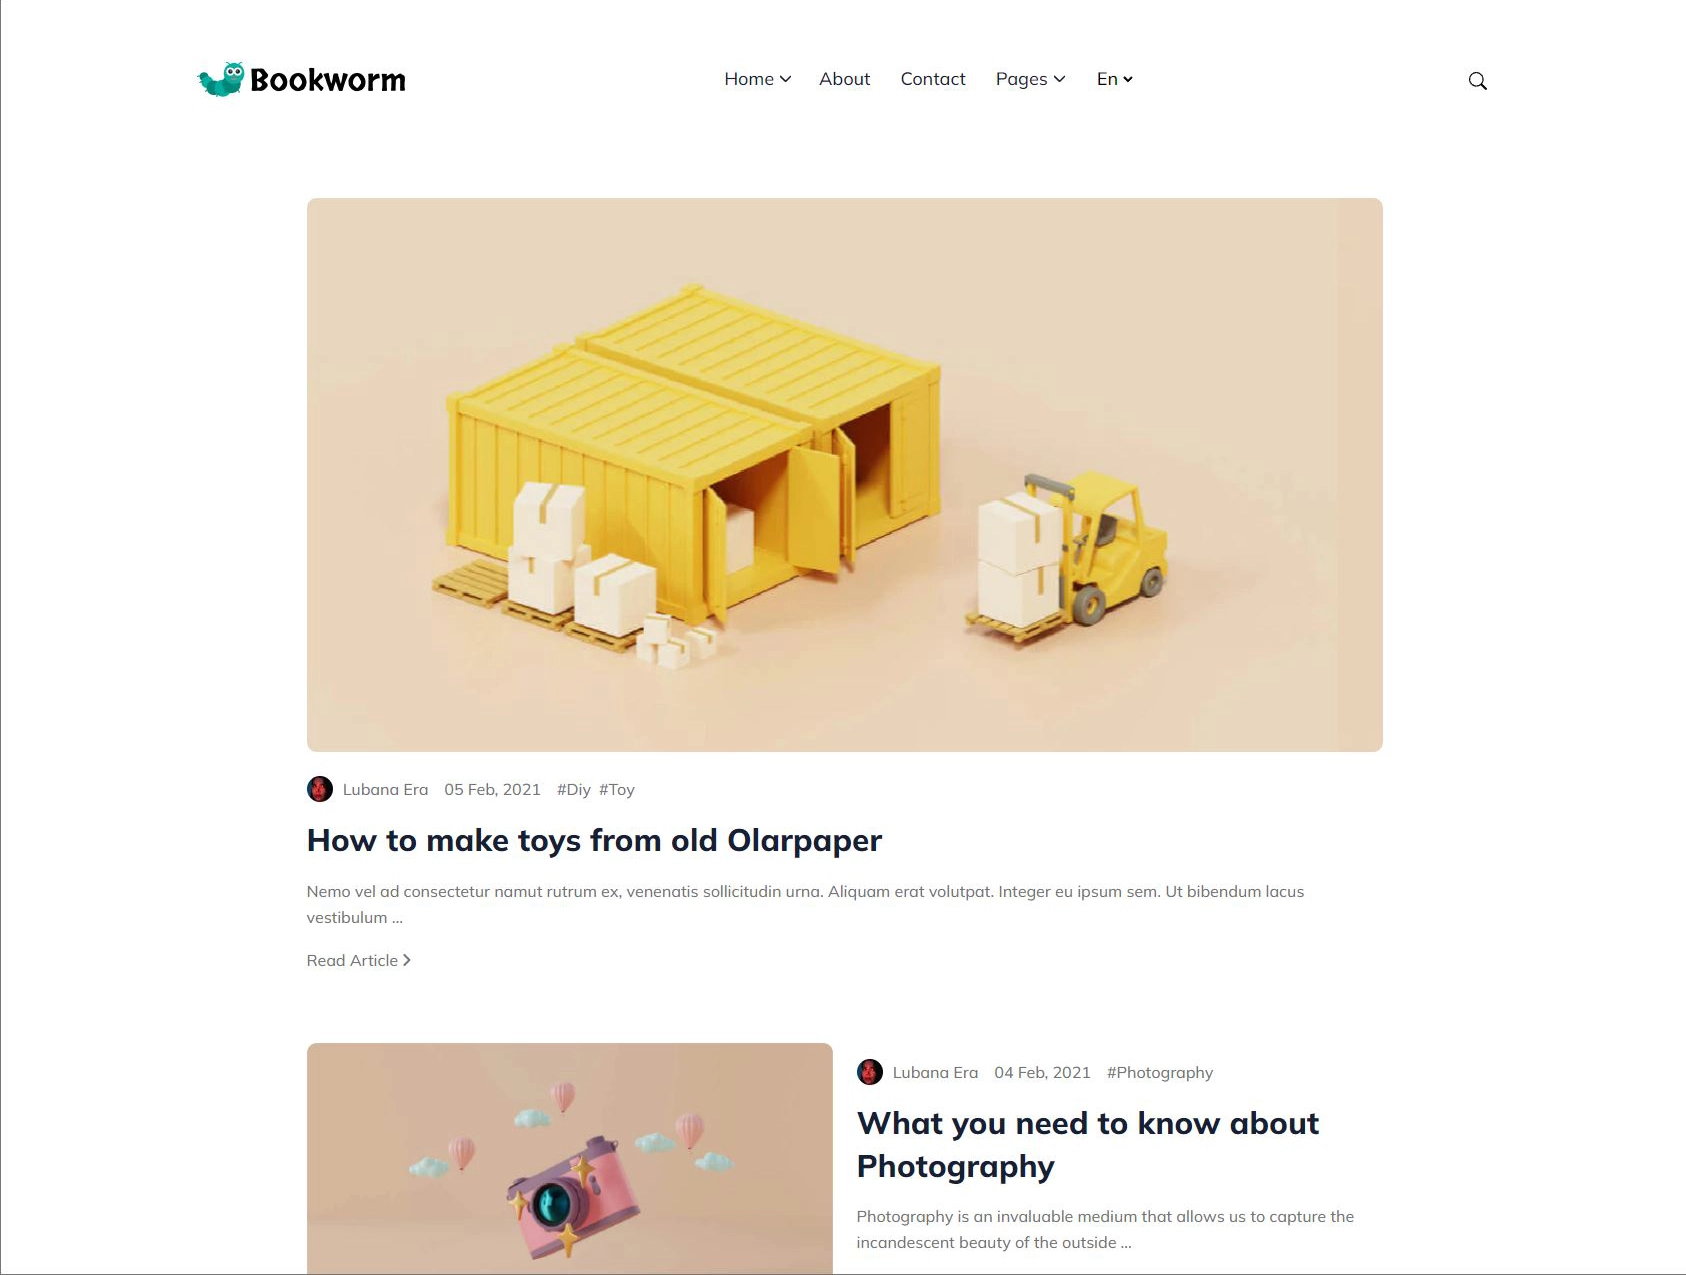 Bookworm
Home About Contact Pages En
Lubana Era 05 Feb, 2021 #Diy #Toy
How to make toys from old Olarpaper
Nemo vel ad consectetur namut rutrum ex, venenatis sollicitudin urna. Aliquam erat volutpat. Integer eu ipsum sem. Ut bibendum lacus
vestibulum ...
Read Article
Lubana Era 04 Feb, 2021 #Photography
What you need to know about
Photography
Photography is an invaluable medium that allows us to capture the
incandescent beauty of the outside ...